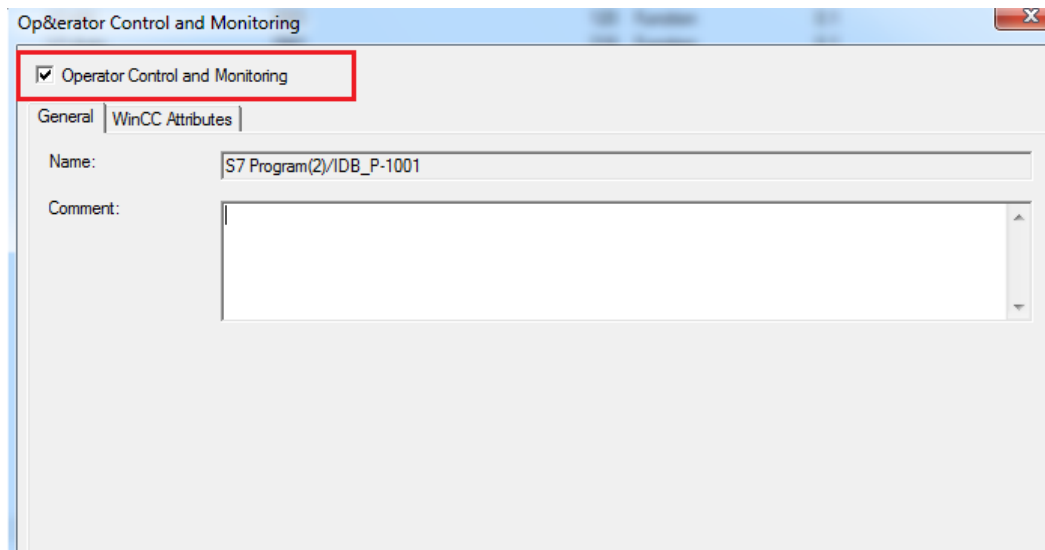 Op&erator Control and Monitoring
Operator Control and Monitoring
General WinCC Attributes
Name: S7 Program(2)/IDB_P-1001
Comment: